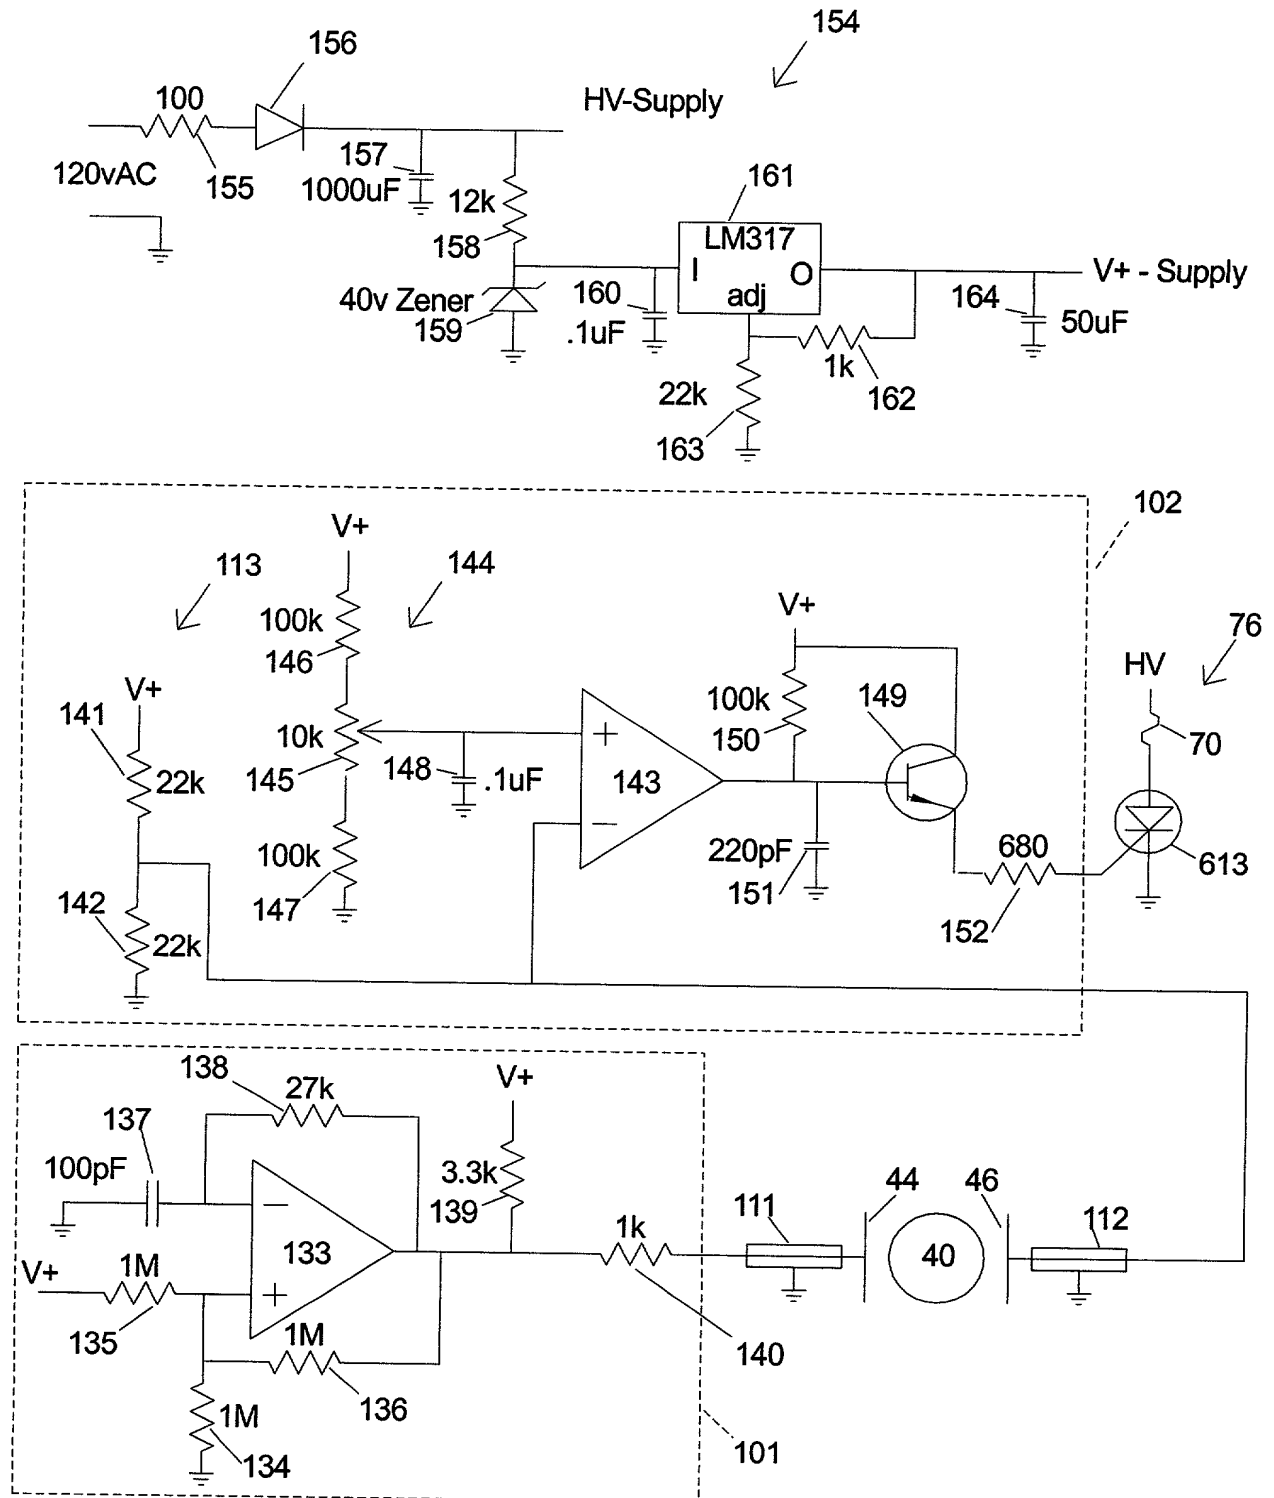 154
156
100
HV-Supply
120vAC
155
157
1000uF
12k
158
161
LM317
I
O
adj
V+ - Supply
40v Zener
159
160
.1uF
164
50uF
1k
162
22k
163
102
V+
113
144
100k
146
V+
76
HV
V+
141
22k
10k
145
148
.1uF
+
143
−
100k
150
149
70
100k
147
220pF
151
680
152
613
142
22k
138
27k
V+
137
100pF
3.3k
139
−
133
+
V+
1M
135
1M
136
1M
134
1k
140
111
44
40
46
112
101